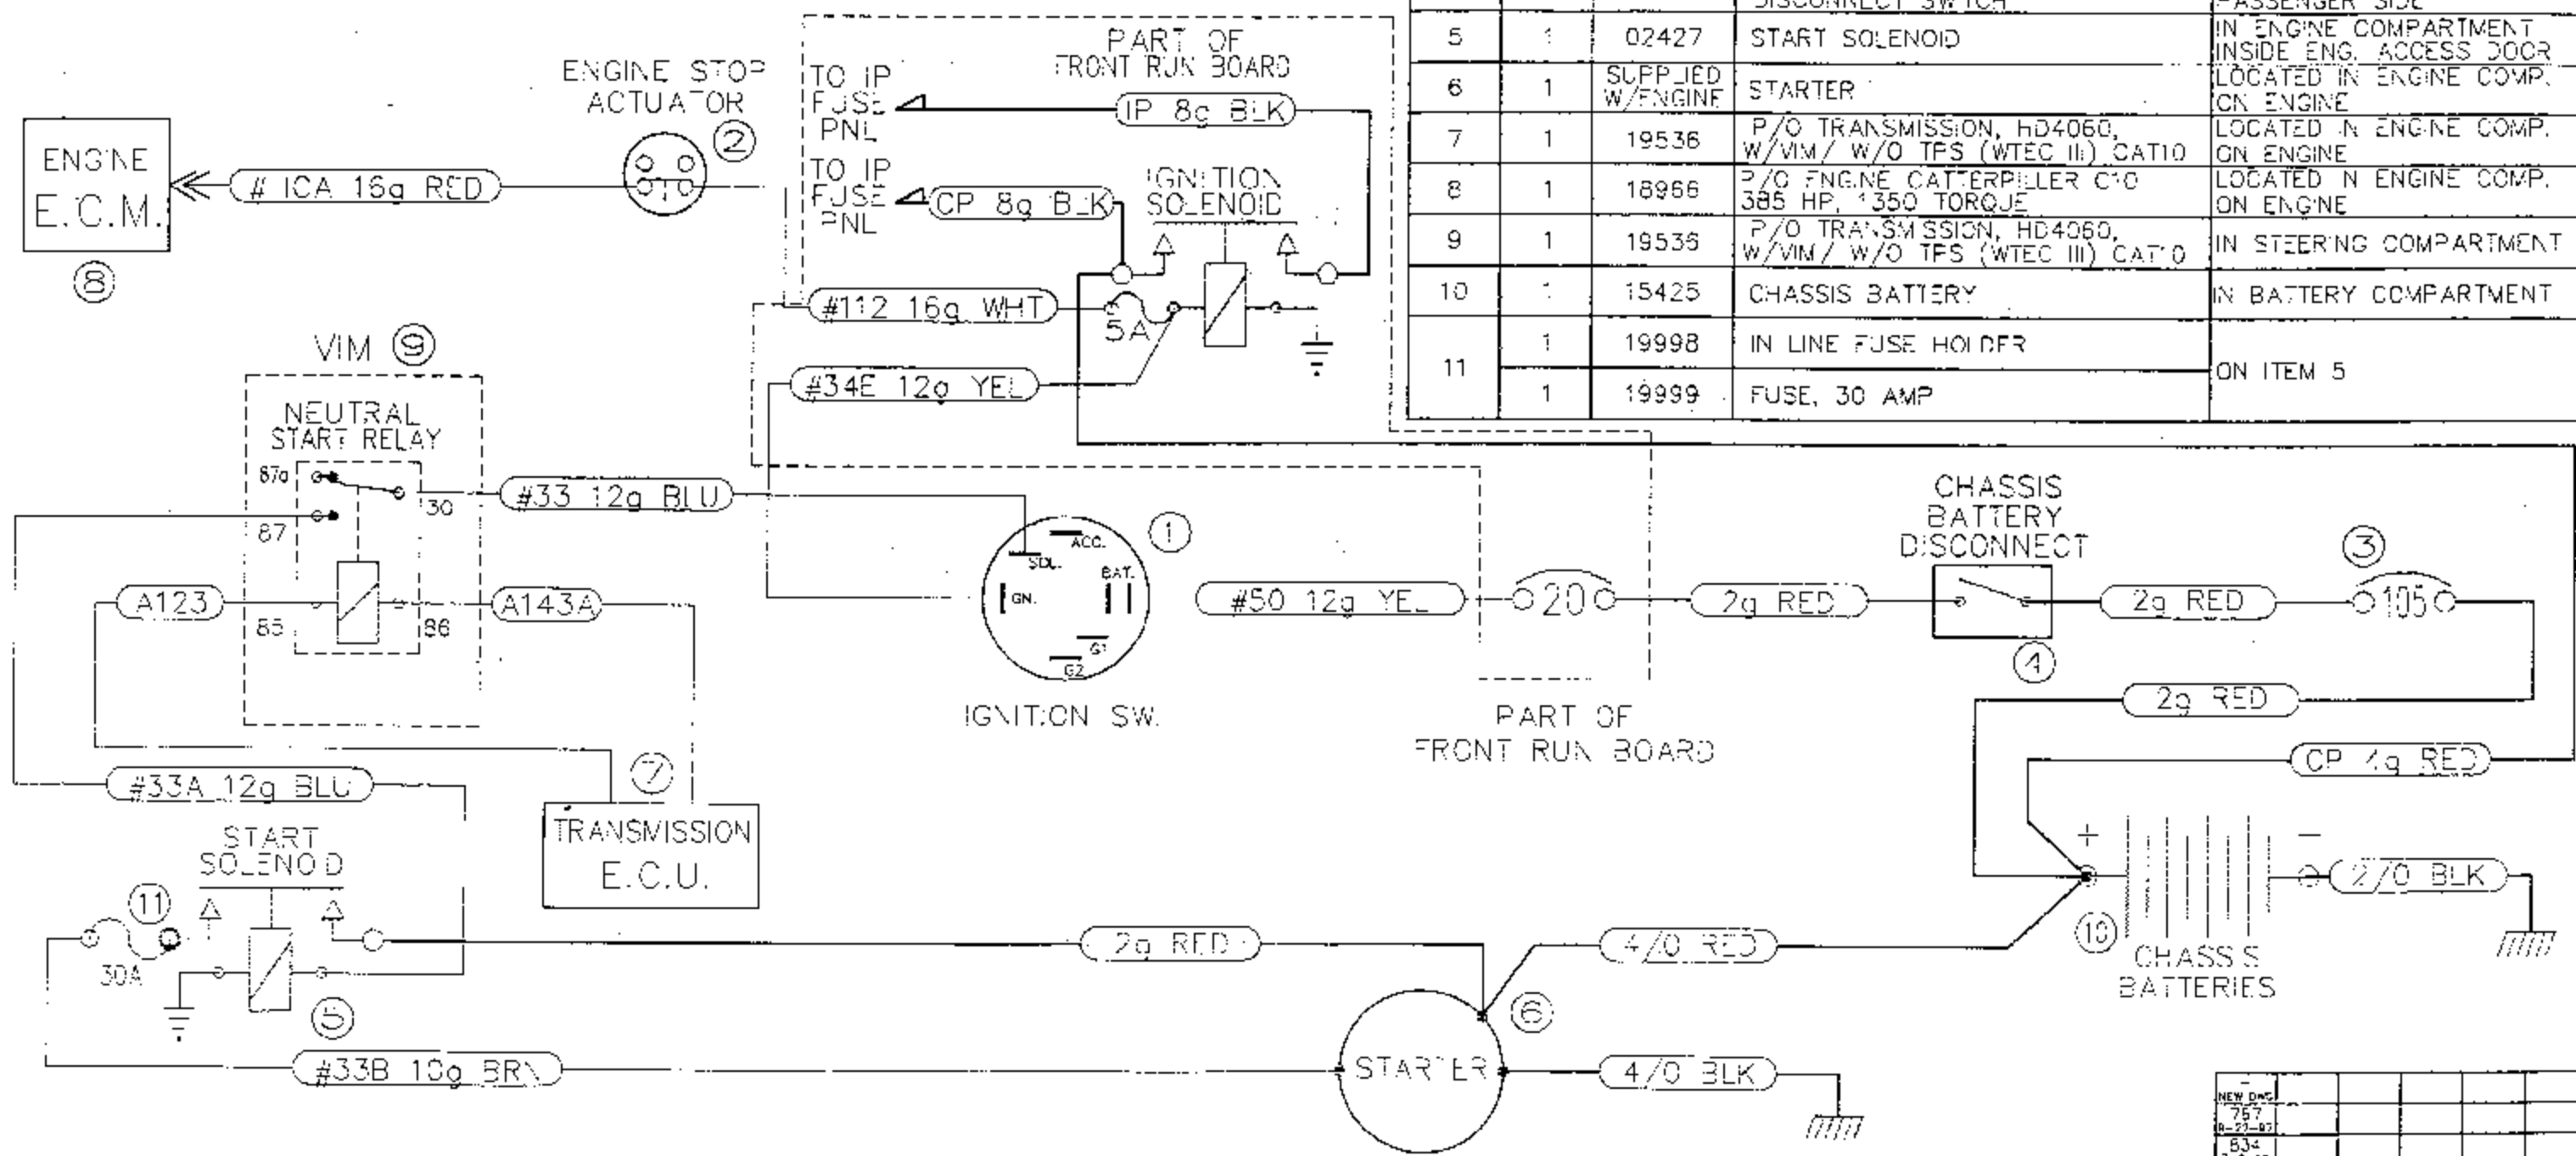 DISCONNECT SWTCH
PASSENGER SIDE
5 1 02427 START SOLENOID
IN ENGINE COMPARTMENT
INSIDE ENG. ACCESS DOOR
6 1 SUPPLIED
W/ENGINE
STARTER
LOCATED IN ENGINE COMP.
ON ENGINE
7 1 19536
P/O TRANSMISSION, HD4060,
W/VIM/ W/O TPS (WTEC III) CAT10
LOCATED IN ENGINE COMP.
ON ENGINE
8 1 18966
P/O ENGINE CATTERPILLER C10
385 HP, 1350 TORQUE
LOCATED IN ENGINE COMP.
ON ENGINE
9 1 19536
P/O TRANSMISSION, HD4060,
W/VIM/ W/O TPS (WTEC III) CAT10
IN STEERING COMPARTMENT
10 1 15425 CHASSIS BATTERY IN BATTERY COMPARTMENT
11
1 19998 IN LINE FUSE HOLDER
1 19999 FUSE, 30 AMP
ON ITEM 5
ENGINE STOP
ACTUATOR
2
PART OF
FRONT RUN BOARD
TO IP
FUSE
PNL
IP 8g BLK
ENGINE
E.C.M.
8
# ICA 16g RED
TO IP
FUSE
PNL
CP 8g BLK
IGNITION
SOLENOID
#112 16g WHT
5A
#34E 12g YEL
VIM 9
NEUTRAL
START RELAY
87a
30
87
#33 12g BLU
A123
85
86
A143A
1
ACC.
SOL.
BAT.
IGN.
G1
G2
IGNITION SW.
#50 12g YEL
20
2g RED
CHASSIS
BATTERY
DISCONNECT
4
2g RED
3
105
PART OF
FRONT RUN BOARD
2g RED
CP 4g RED
#33A 12g BLU
7
TRANSMISSION
E.C.U.
START
SOLENOID
11
30A
5
2g RED
4/0 RED
+
-
2/0 BLK
10
CHASSIS
BATTERIES
6
#33B 10g BRN
STARTER
4/0 BLK
NEW DWG
757
834